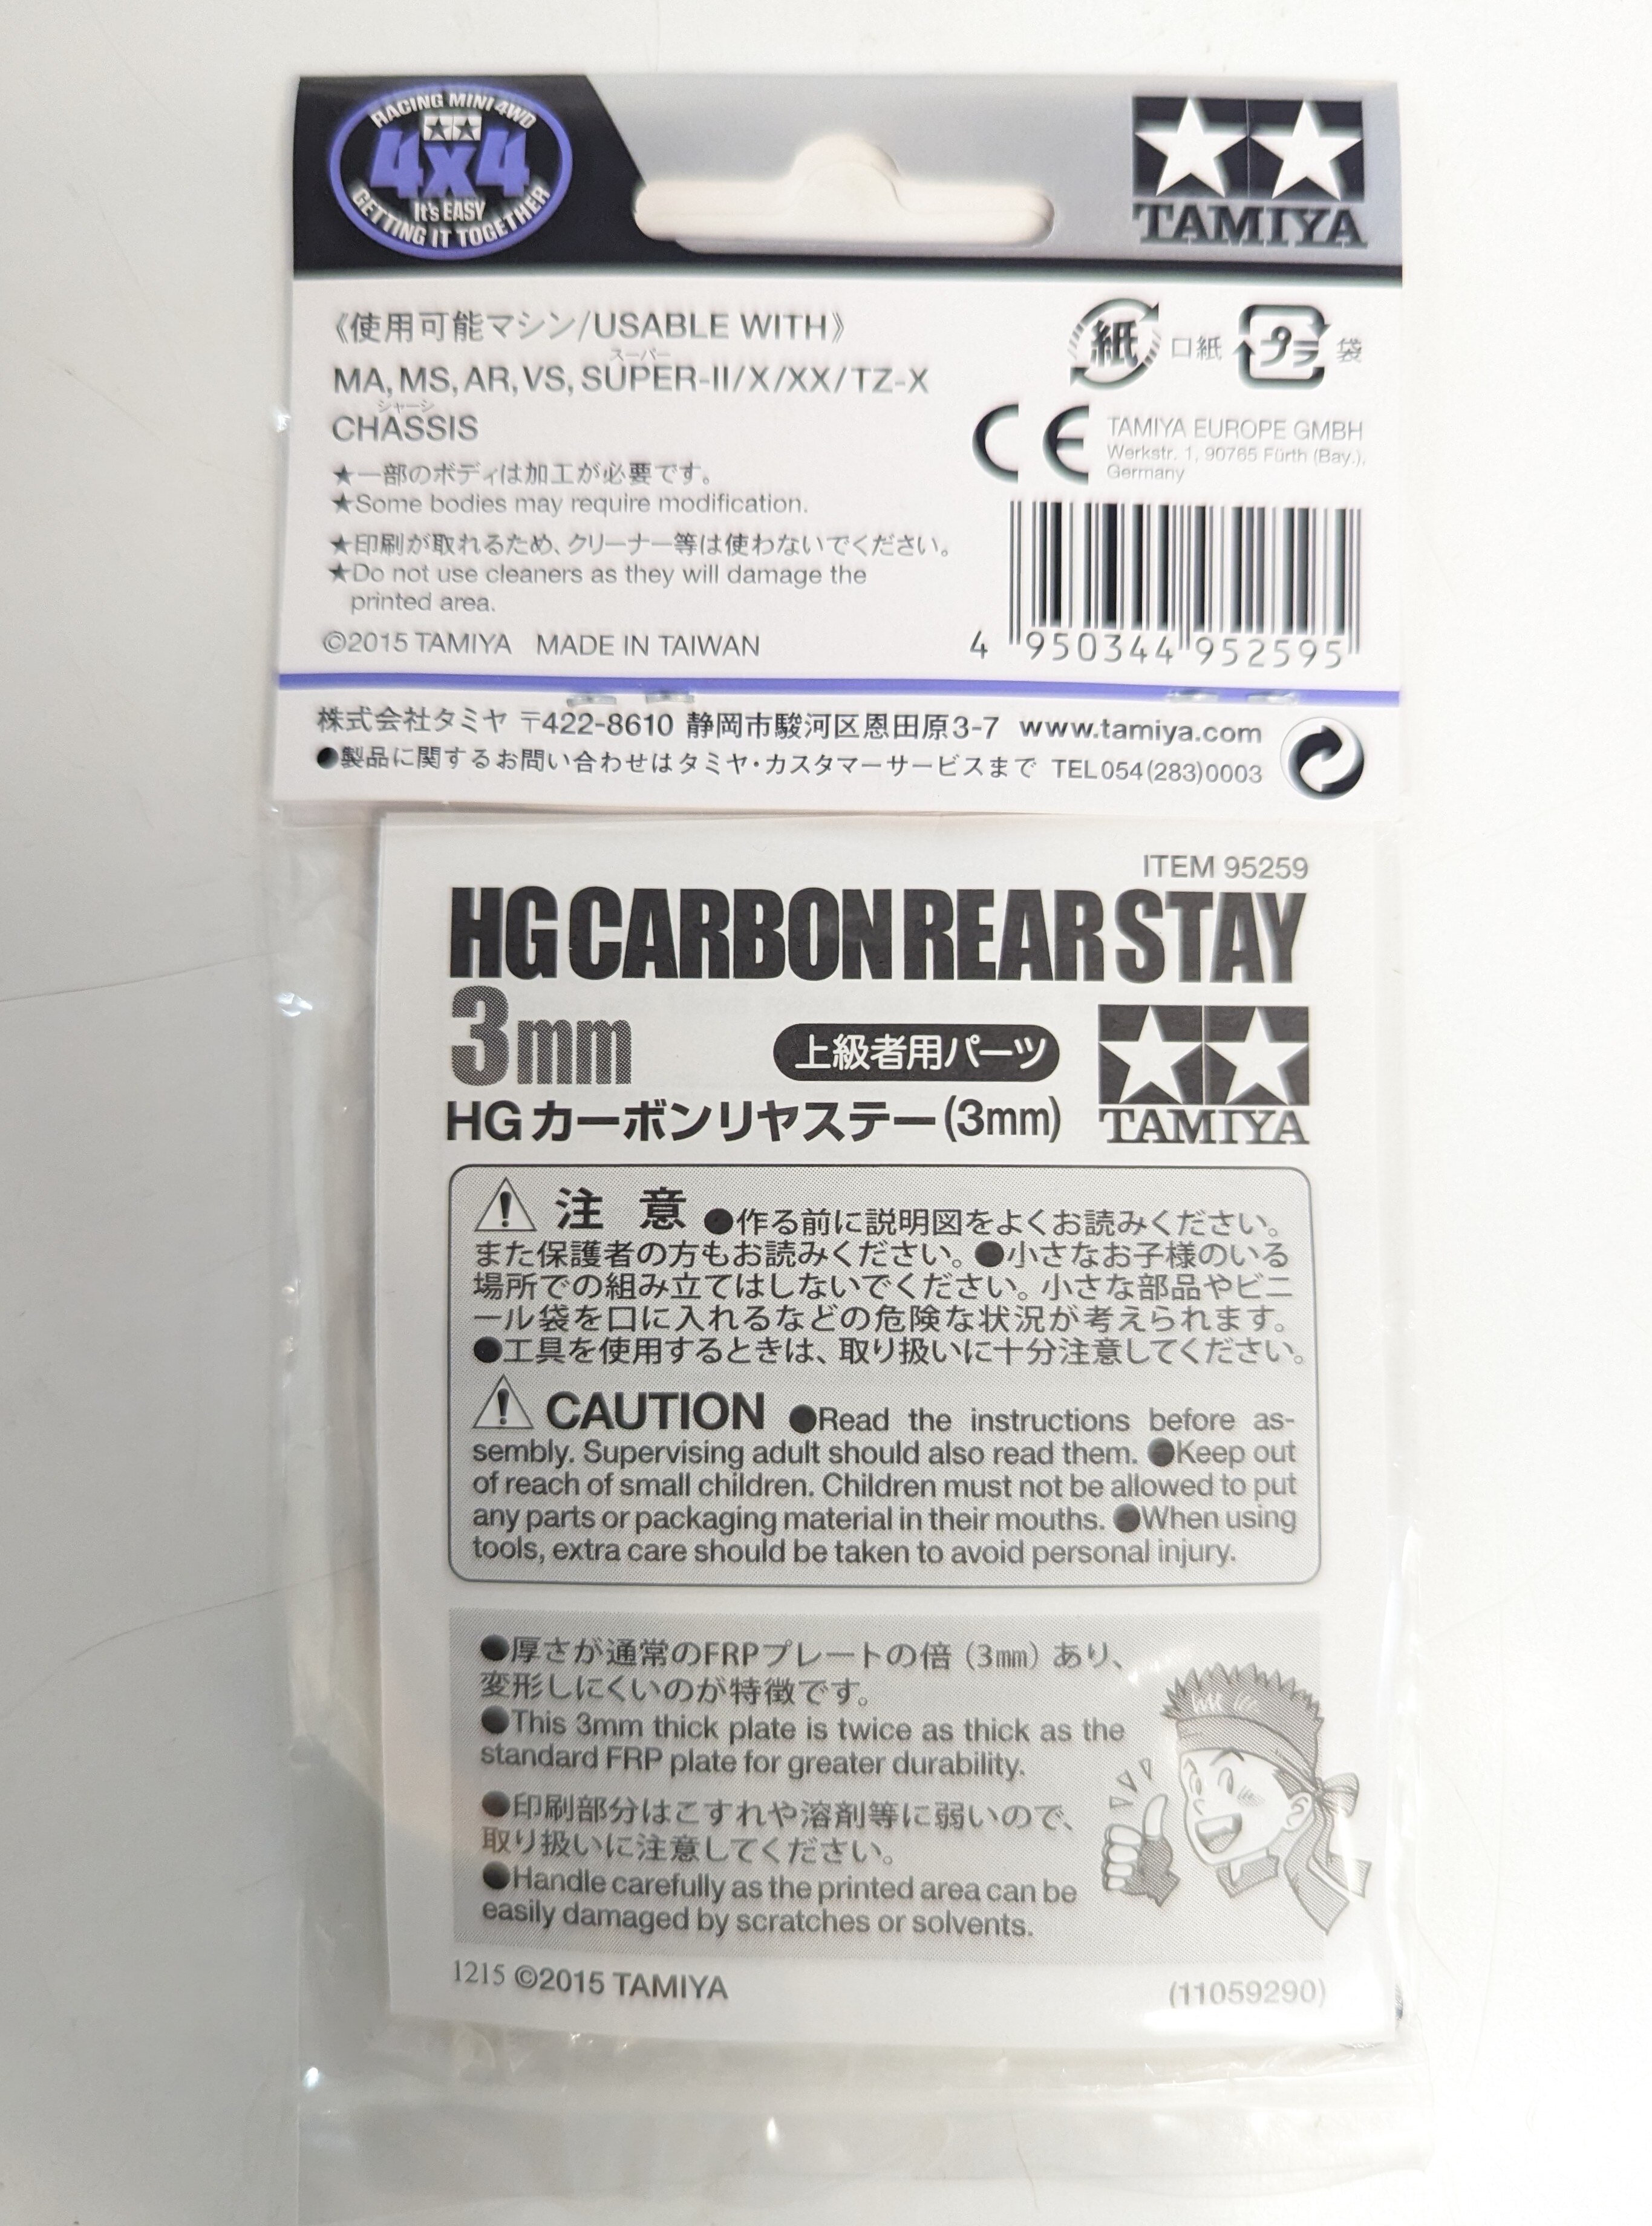 RACING MINI 4WD
4x4
It's EASY
GETTING IT TOGETHER
TAMIYA
《使用可能マシン/USABLE WITH》
スーパー
MA, MS, AR, VS, SUPER-II/X/XX/TZ-X
シャーシ
CHASSIS
★一部のボディは加工が必要です。
★Some bodies may require modification.
★印刷が取れるため、クリーナー等は使わないでください。
★Do not use cleaners as they will damage the
printed area.
©2015 TAMIYA MADE IN TAIWAN
紙 口紙 プラ 袋
CE TAMIYA EUROPE GMBH
Werkstr. 1, 90765 Fürth (Bay.),
Germany
4 950344 952595
株式会社タミヤ 〒422-8610 静岡市駿河区恩田原3-7 www.tamiya.com
●製品に関するお問い合わせはタミヤ・カスタマーサービスまで TEL054(283)0003
ITEM 95259
HG CARBON REAR STAY
3mm
上級者用パーツ
HGカーボンリヤステー(3mm)
TAMIYA
注意 ●作る前に説明図をよくお読みください。
また保護者の方もお読みください。●小さなお子様のいる
場所での組み立てはしないでください。小さな部品やビニ
ール袋を口に入れるなどの危険な状況が考えられます。
●工具を使用するときは、取り扱いに十分注意してください。
CAUTION ●Read the instructions before as-
sembly. Supervising adult should also read them. ●Keep out
of reach of small children. Children must not be allowed to put
any parts or packaging material in their mouths. ●When using
tools, extra care should be taken to avoid personal injury.
●厚さが通常のFRPプレートの倍(3mm)あり、
変形しにくいのが特徴です。
●This 3mm thick plate is twice as thick as the
standard FRP plate for greater durability.
●印刷部分はこすれや溶剤等に弱いので、
取り扱いに注意してください。
●Handle carefully as the printed area can be
easily damaged by scratches or solvents.
1215 ©2015 TAMIYA
(11059290)